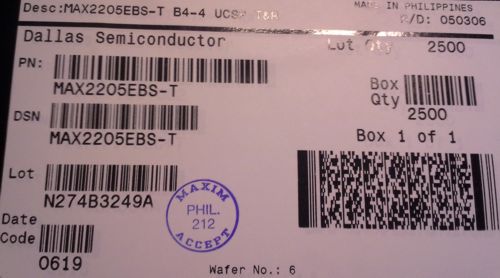 Desc:MAX2205EBS-T B4-4 UCSP T&R
MADE IN PHILIPPINES
R/D: 050306
Dallas Semiconductor
Lot Qty 2500
PN:
MAX2205EBS-T
Box Qty
2500
DSN
MAX2205EBS-T
Box 1 of 1
Lot
N274B3249A
MAXIM
PHIL.
212
ACCEPT
Date
Code
0619
Wafer No.: 6